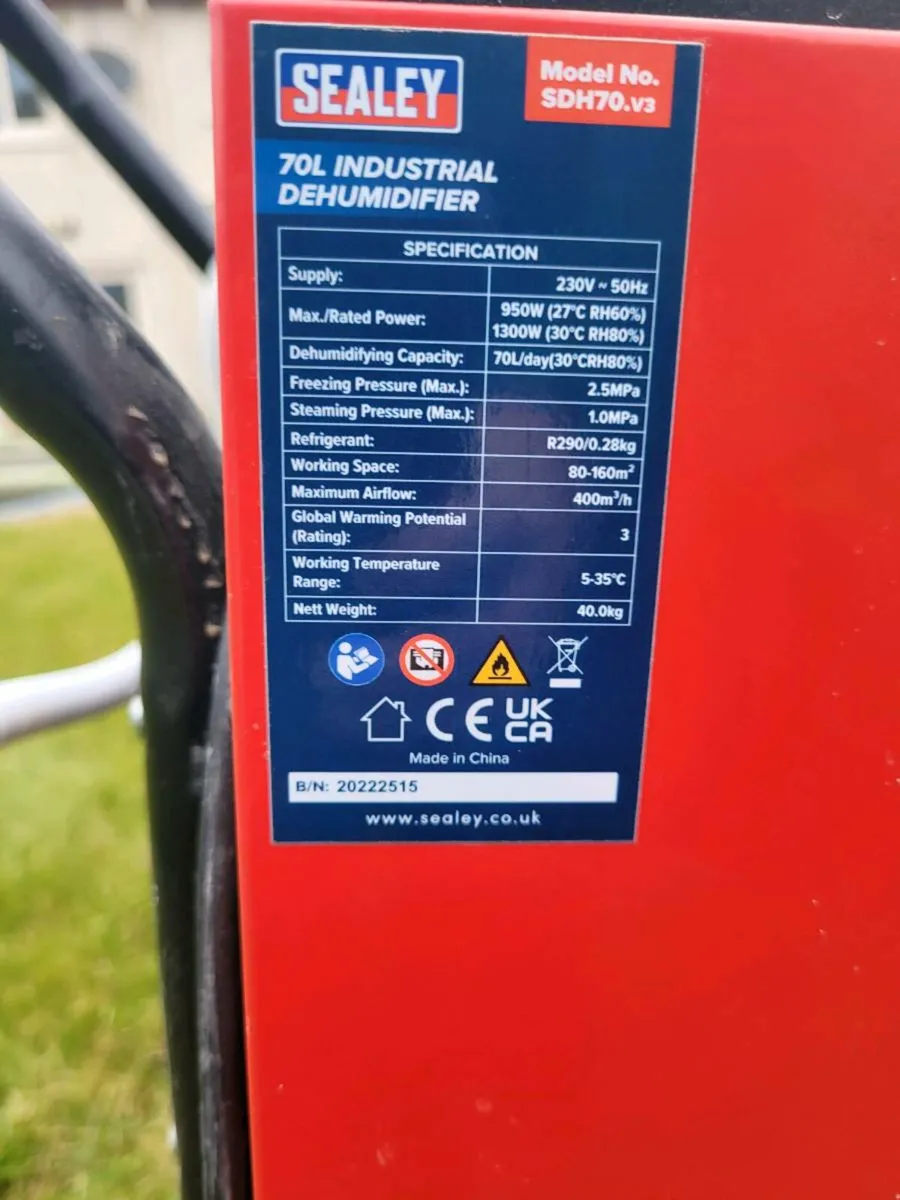 SEALEY
Model No.
SDH70.V3
70L INDUSTRIAL
DEHUMIDIFIER
SPECIFICATION
Supply: 230V ~ 50Hz
Max./Rated Power: 950W (27°C RH60%)
1300W (30°C RH80%)
Dehumidifying Capacity: 70L/day(30°CRH80%)
Freezing Pressure (Max.): 2.5MPa
Steaming Pressure (Max.): 1.0MPa
Refrigerant: R290/0.28kg
Working Space: 80-160m²
Maximum Airflow: 400m³/h
Global Warming Potential
(Rating): 3
Working Temperature
Range: 5-35°C
Nett Weight: 40.0kg
CE UK
CA
Made in China
B/N: 20222515
www.sealey.co.uk